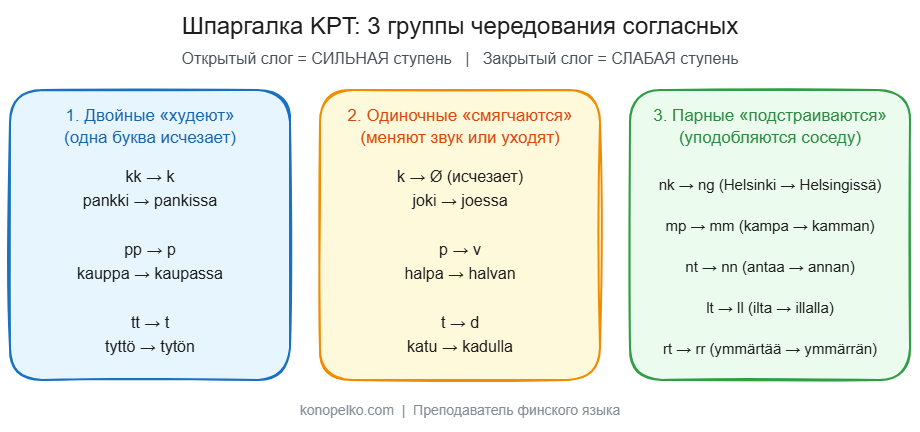 Шпаргалка KPT: 3 группы чередования согласных
Открытый слог = СИЛЬНАЯ ступень | Закрытый слог = СЛАБАЯ ступень
1. Двойные «худеют»
(одна буква исчезает)
kk → k
pankki → pankissa
pp → p
kauppa → kaupassa
tt → t
tyttö → tytön
2. Одиночные «смягчаются»
(меняют звук или уходят)
k → Ø (исчезает)
joki → joessa
p → v
halpa → halvan
t → d
katu → kadulla
3. Парные «подстраиваются»
(уподобляются соседу)
nk → ng (Helsinki → Helsingissä)
mp → mm (kampa → kamman)
nt → nn (antaa → annan)
lt → ll (ilta → illalla)
rt → rr (ymmärtää → ymmärrän)
konopelko.com | Преподаватель финского языка